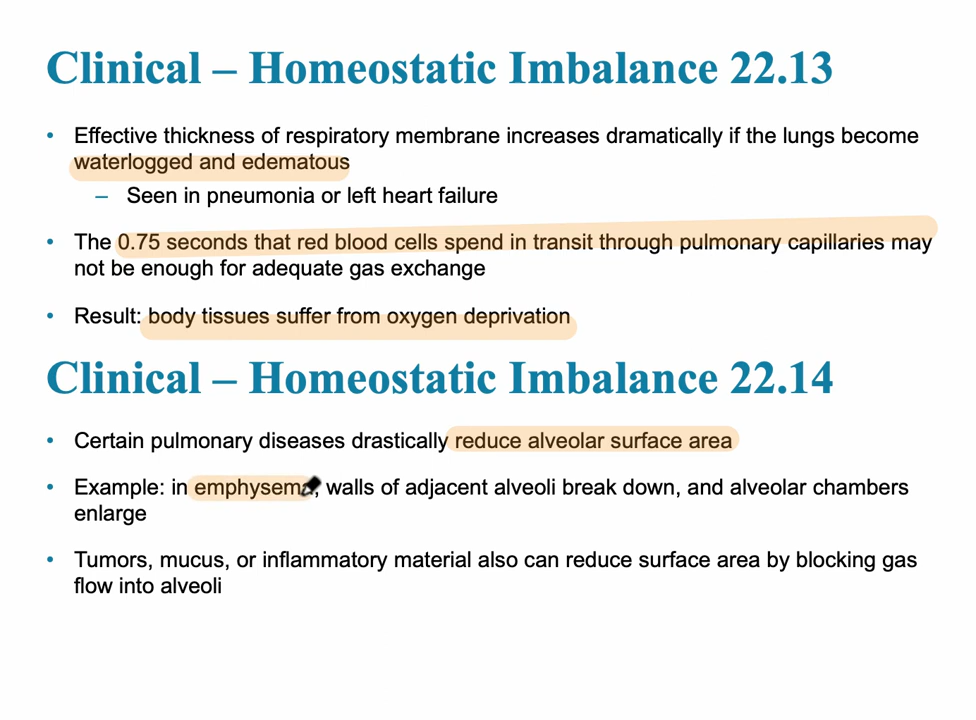 Clinical – Homeostatic Imbalance 22.13
• Effective thickness of respiratory membrane increases dramatically if the lungs become
waterlogged and edematous
– Seen in pneumonia or left heart failure
• The 0.75 seconds that red blood cells spend in transit through pulmonary capillaries may
not be enough for adequate gas exchange
• Result: body tissues suffer from oxygen deprivation
Clinical – Homeostatic Imbalance 22.14
• Certain pulmonary diseases drastically reduce alveolar surface area
• Example: in emphysema, walls of adjacent alveoli break down, and alveolar chambers
enlarge
• Tumors, mucus, or inflammatory material also can reduce surface area by blocking gas
flow into alveoli